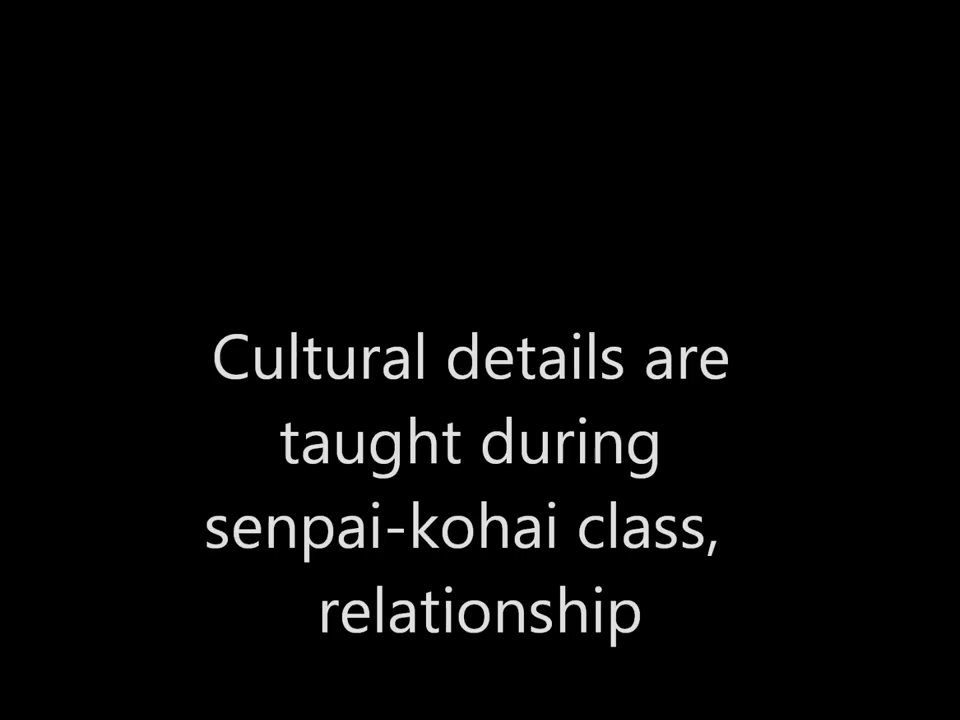 Cultural details are
taught during
senpai-kohai class,
relationship